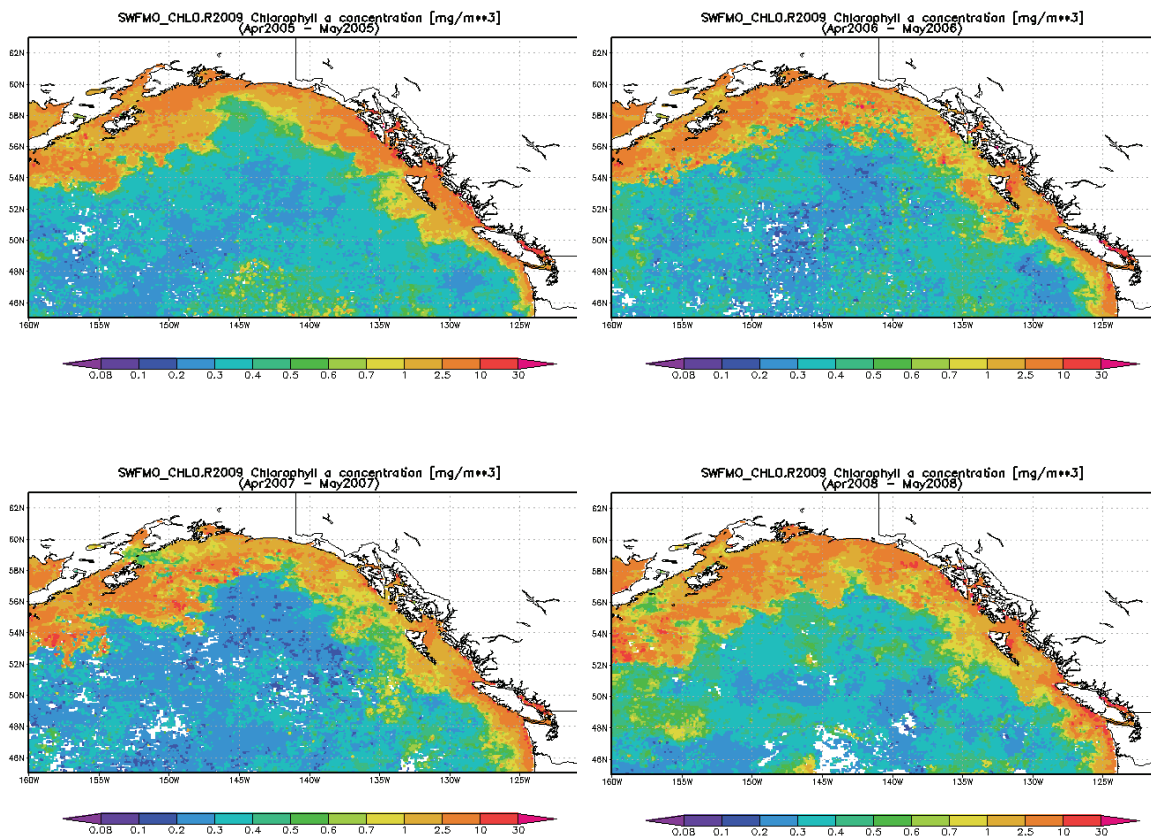 SWFMO_CHLO.R2009 Chlorophyll a concentration [mg/m**3]
(Apr2005 - May2005)
62N
60N
58N
56N
54N
52N
50N
48N
46N
160W 155W 150W 145W 140W 135W 130W 125W
0.08 0.1 0.2 0.3 0.4 0.5 0.6 0.7 1 2.5 10 30
SWFMO_CHLO.R2009 Chlorophyll a concentration [mg/m**3]
(Apr2006 - May2006)
62N
60N
58N
56N
54N
52N
50N
48N
46N
160W 155W 150W 145W 140W 135W 130W 125W
0.08 0.1 0.2 0.3 0.4 0.5 0.6 0.7 1 2.5 10 30
SWFMO_CHLO.R2009 Chlorophyll a concentration [mg/m**3]
(Apr2007 - May2007)
62N
60N
58N
56N
54N
52N
50N
48N
46N
160W 155W 150W 145W 140W 135W 130W 125W
0.08 0.1 0.2 0.3 0.4 0.5 0.6 0.7 1 2.5 10 30
SWFMO_CHLO.R2009 Chlorophyll a concentration [mg/m**3]
(Apr2008 - May2008)
62N
60N
58N
56N
54N
52N
50N
48N
46N
160W 155W 150W 145W 140W 135W 130W 125W
0.08 0.1 0.2 0.3 0.4 0.5 0.6 0.7 1 2.5 10 30